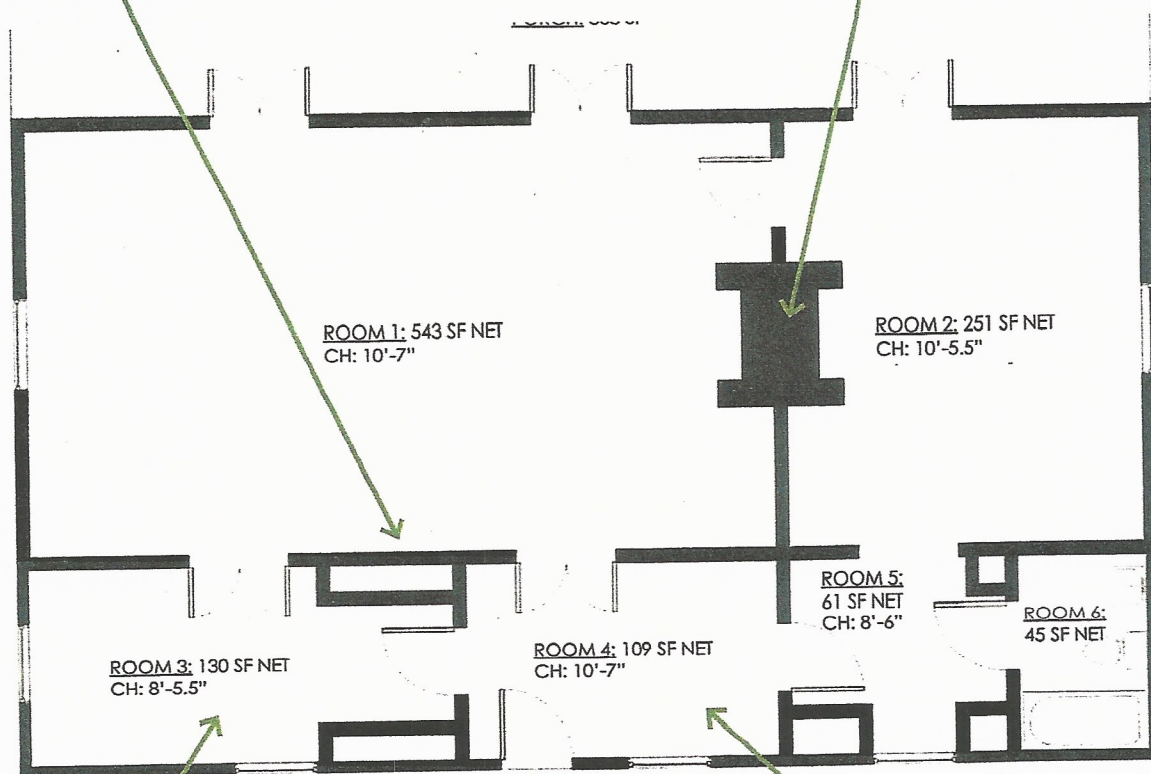 ROOM 1: 543 SF NET
CH: 10'-7"
ROOM 2: 251 SF NET
CH: 10'-5.5"
ROOM 3: 130 SF NET
CH: 8'-5.5"
ROOM 4: 109 SF NET
CH: 10'-7"
ROOM 5:
61 SF NET
CH: 8'-6"
ROOM 6:
45 SF NET